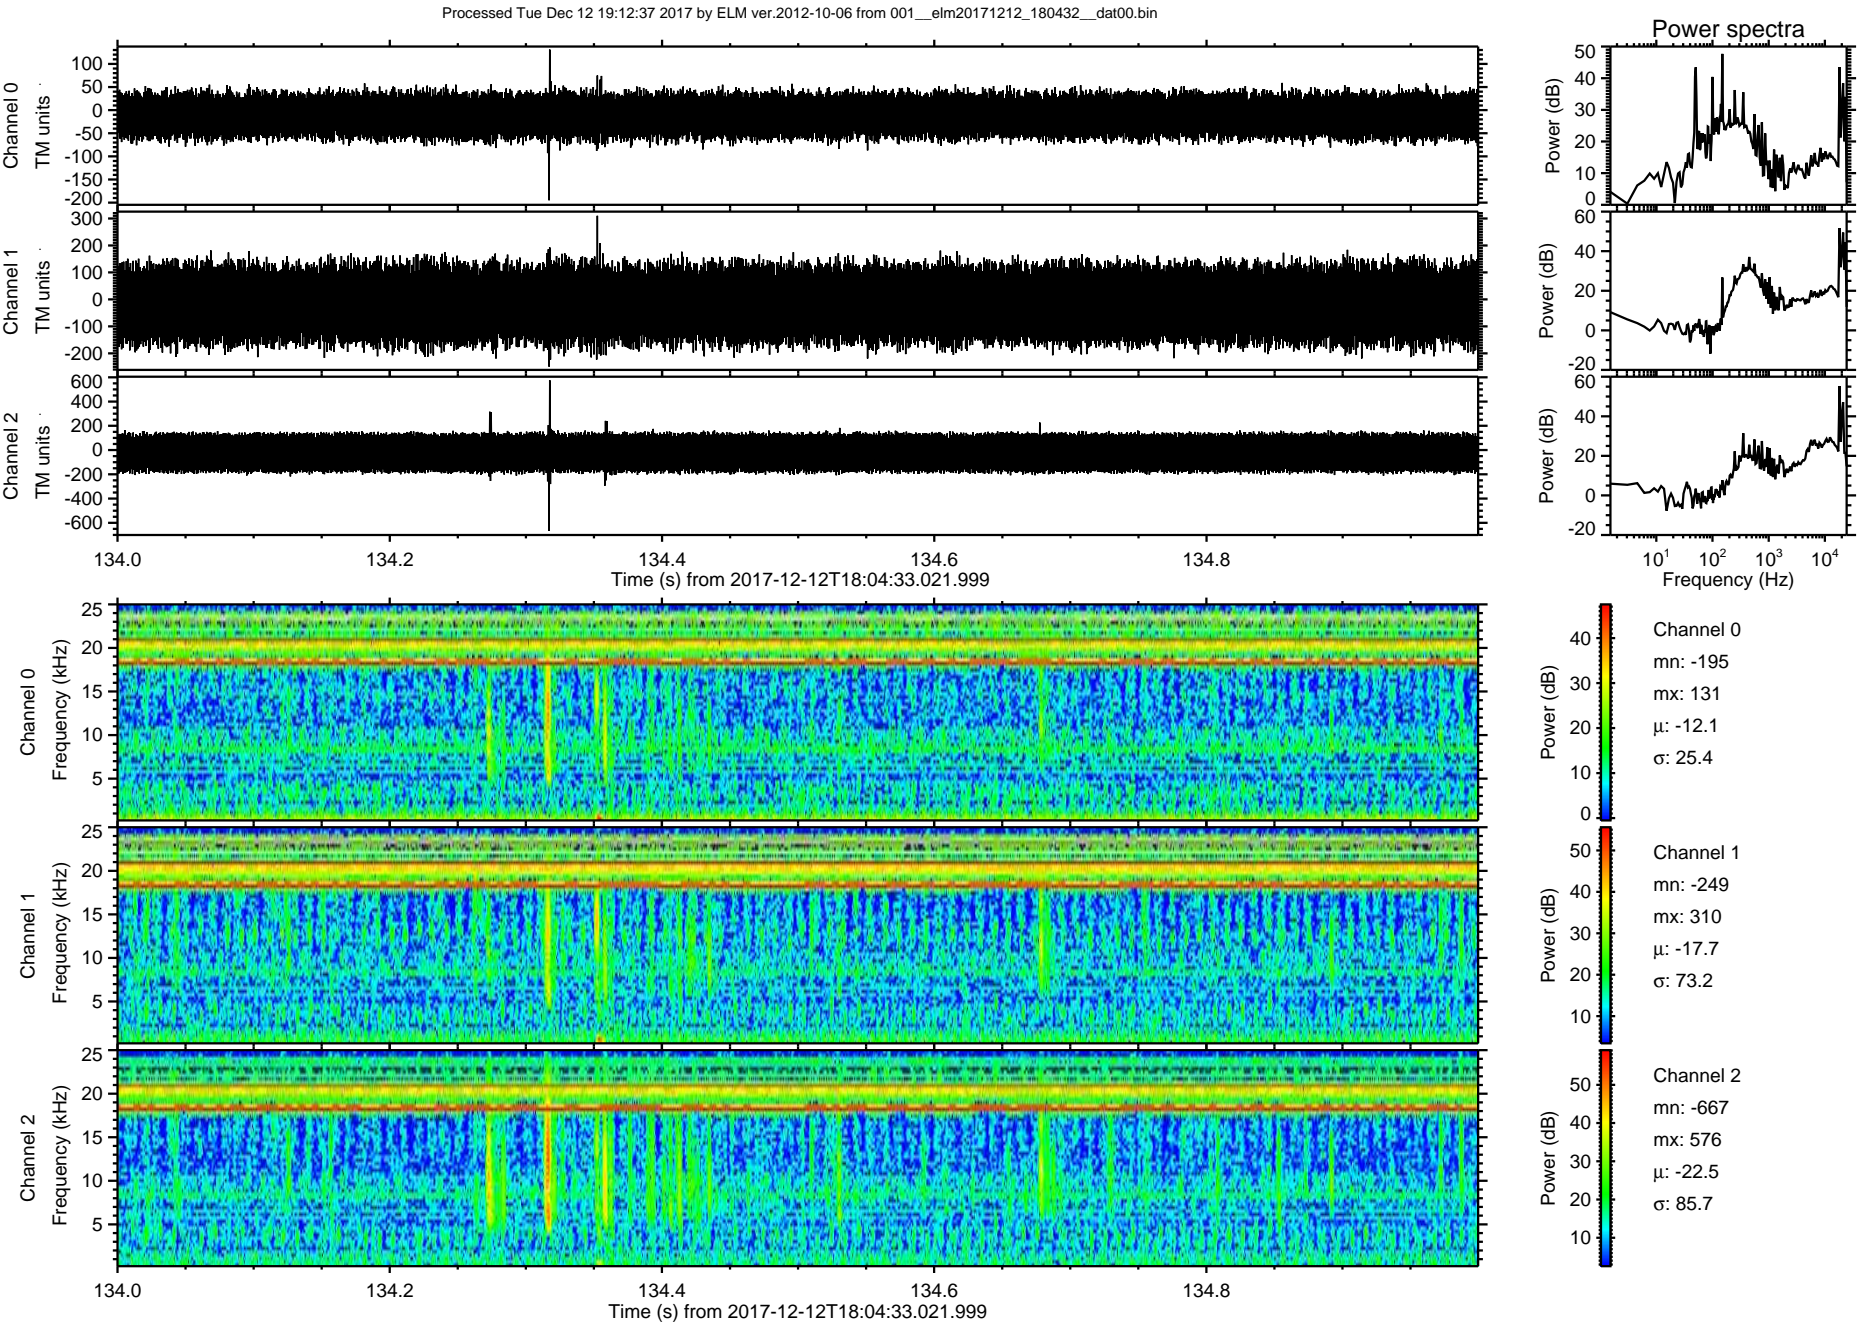 Processed Tue Dec 12 19:12:37 2017 by ELM ver.2012-10-06 from 001__elm20171212_180432__dat00.bin
Power spectra
Channel 0
TM units
100
50
0
-50
-100
-150
-200
Power (dB)
50
40
30
20
10
0
Channel 1
TM units
300
200
100
0
-100
-200
Power (dB)
60
40
20
0
-20
Channel 2
TM units
600
400
200
0
-200
-400
-600
Power (dB)
60
40
20
0
-20
134.0 134.2 134.4 134.6 134.8
Time (s) from 2017-12-12T18:04:33.021.999
10^1 10^2 10^3 10^4
Frequency (Hz)
Channel 0
Frequency (kHz)
25
20
15
10
5
Power (dB)
40
30
20
10
0
Channel 0
mn: -195
mx: 131
μ: -12.1
σ: 25.4
Channel 1
Frequency (kHz)
25
20
15
10
5
Power (dB)
50
40
30
20
10
Channel 1
mn: -249
mx: 310
μ: -17.7
σ: 73.2
Channel 2
Frequency (kHz)
25
20
15
10
5
Power (dB)
50
40
30
20
10
Channel 2
mn: -667
mx: 576
μ: -22.5
σ: 85.7
134.0 134.2 134.4 134.6 134.8
Time (s) from 2017-12-12T18:04:33.021.999